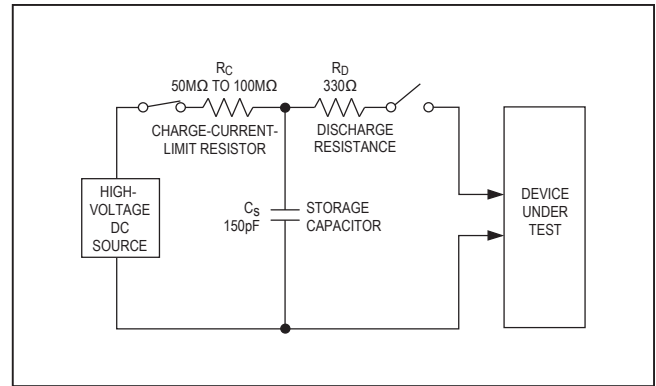 RC
50MΩ TO 100MΩ
CHARGE-CURRENT-
LIMIT RESISTOR
RD
330Ω
DISCHARGE
RESISTANCE
HIGH-
VOLTAGE
DC
SOURCE
CS
150pF
STORAGE
CAPACITOR
DEVICE
UNDER
TEST